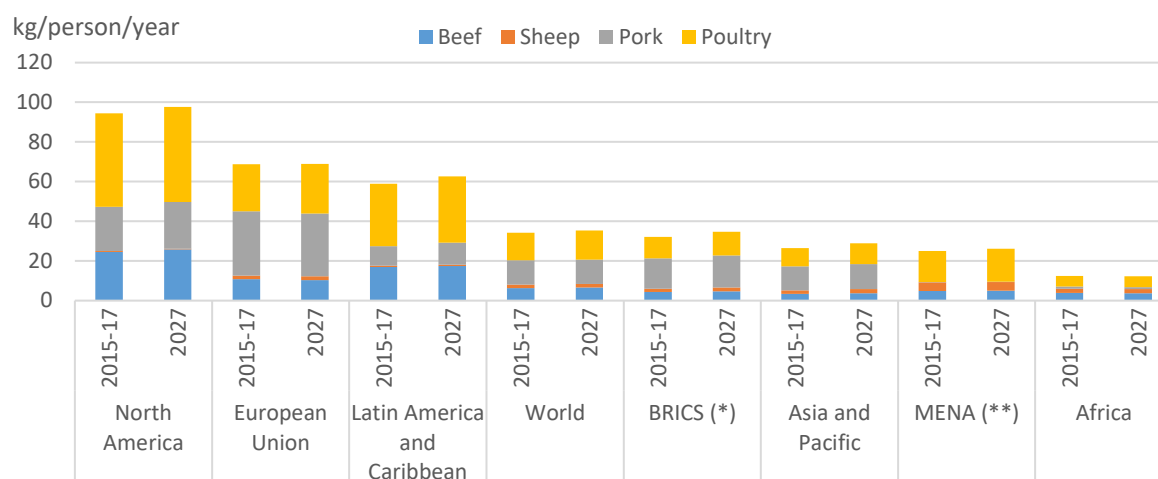 kg/person/year
Beef Sheep Pork Poultry
120
100
80
60
40
20
0
2015-17 2027 2015-17 2027 2015-17 2027 2015-17 2027 2015-17 2027 2015-17 2027 2015-17 2027 2015-17 2027
North America
European Union
Latin America and Caribbean
World
BRICS (*)
Asia and Pacific
MENA (**)
Africa